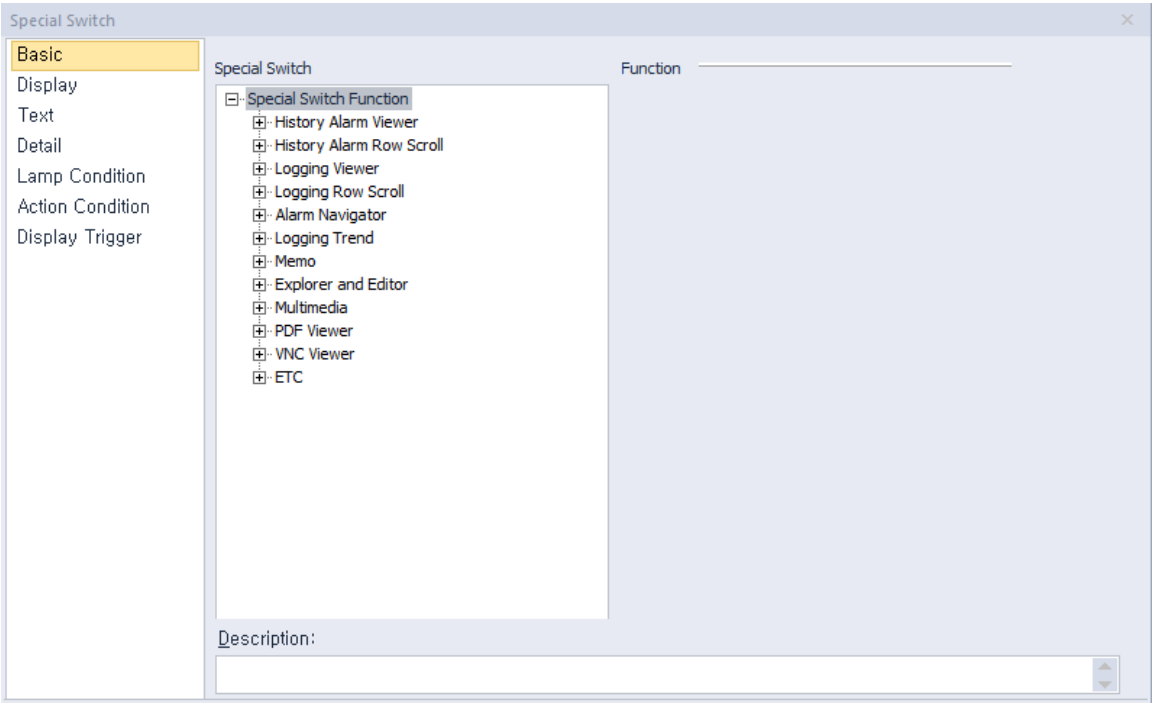 Special Switch
Basic
Display
Text
Detail
Lamp Condition
Action Condition
Display Trigger
Special Switch
Special Switch Function
History Alarm Viewer
History Alarm Row Scroll
Logging Viewer
Logging Row Scroll
Alarm Navigator
Logging Trend
Memo
Explorer and Editor
Multimedia
PDF Viewer
VNC Viewer
ETC
Function
Description: